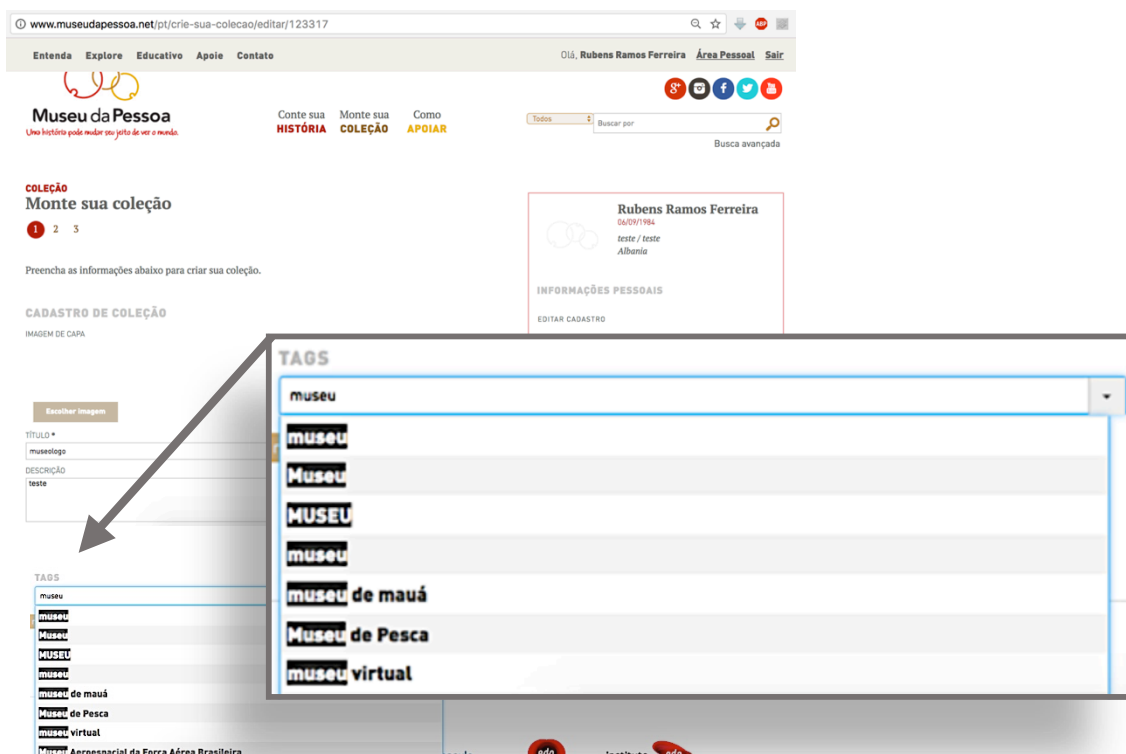 www.museudapessoa.net/pt/crie-sua-colecao/editar/123317
ABP
Entenda Explore Educativo Apoie Contato
Olá, Rubens Ramos Ferreira Área Pessoal Sair
Museu da Pessoa
Uma história pode mudar seu jeito de ver o mundo.
Conte sua HISTÓRIA
Monte sua COLEÇÃO
Como APOIAR
Todos
Buscar por
Busca avançada
COLEÇÃO
Monte sua coleção
1 2 3
Preencha as informações abaixo para criar sua coleção.
CADASTRO DE COLEÇÃO
IMAGEM DE CAPA
Escolher imagem
TÍTULO *
museologo
DESCRIÇÃO
teste
Rubens Ramos Ferreira
06/09/1984
teste / teste
Albania
INFORMAÇÕES PESSOAIS
EDITAR CADASTRO
TAGS
museu
museu
Museu
MUSEU
museu
museu de mauá
Museu de Pesca
museu virtual
TAGS
museu
museu
Museu
MUSEU
museu
museu de mauá
Museu de Pesca
museu virtual
Museu Aeroespacial da Força Aérea Brasileira
instituto